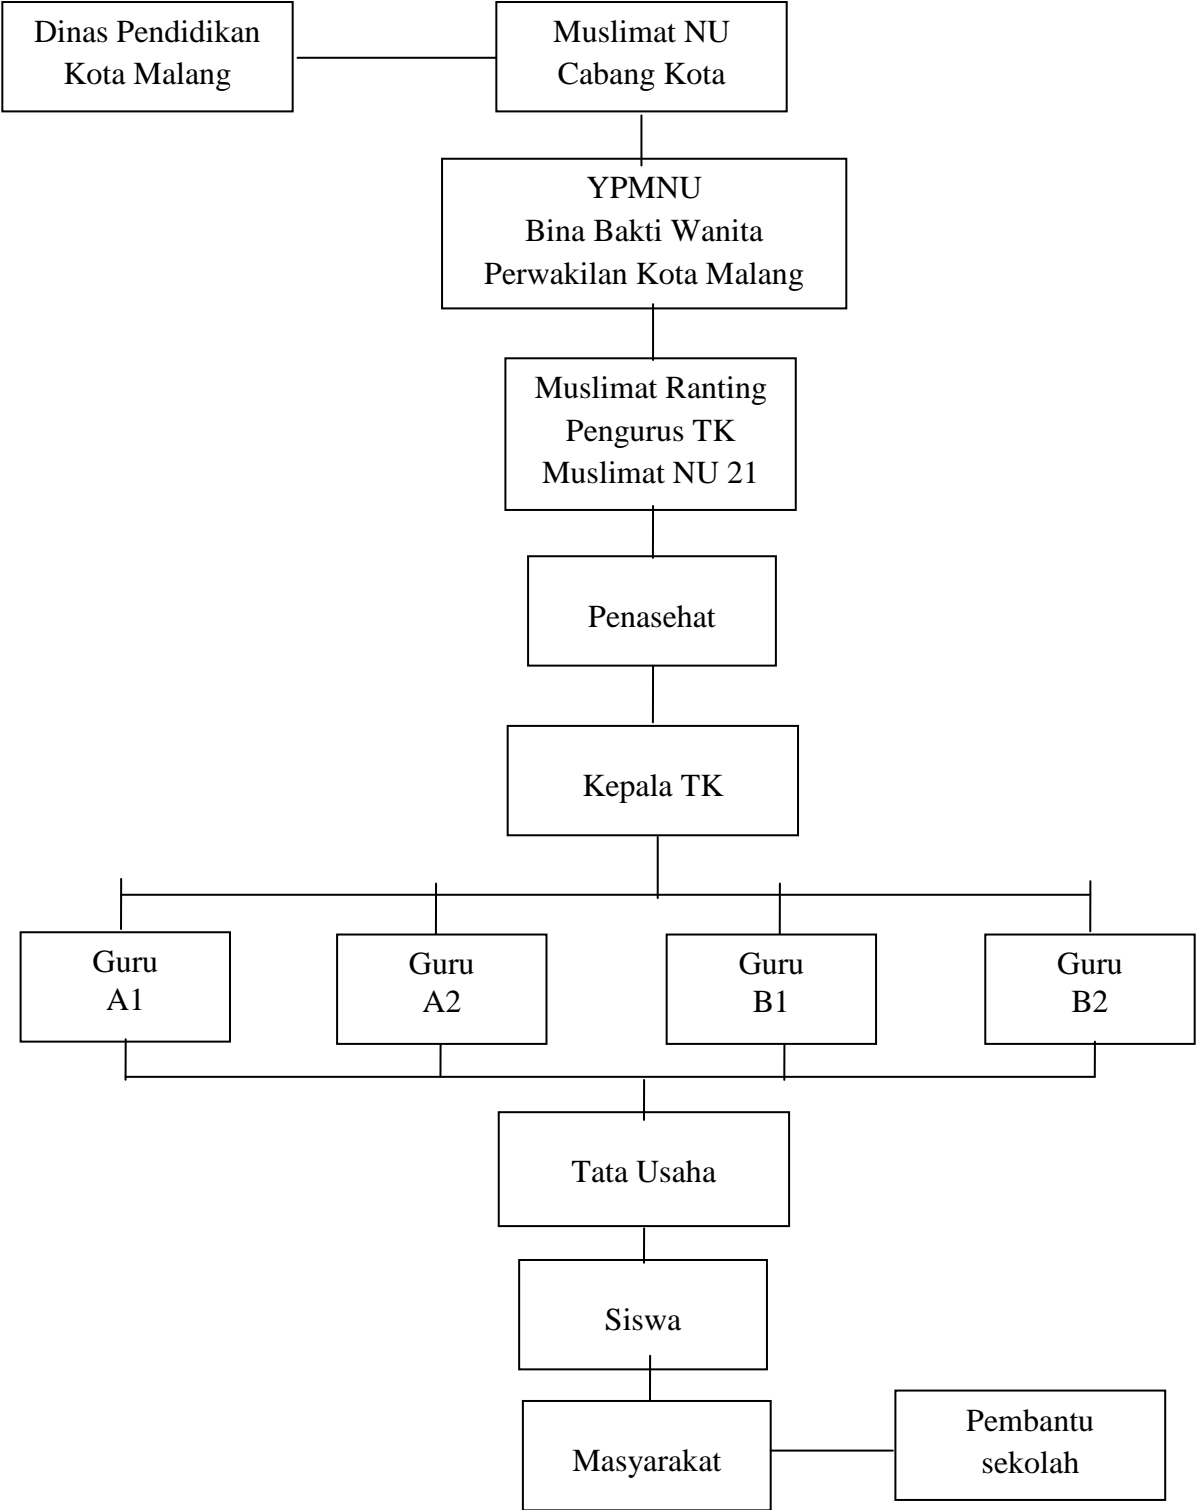 Dinas Pendidikan
Kota Malang
Muslimat NU
Cabang Kota
YPMNU
Bina Bakti Wanita
Perwakilan Kota Malang
Muslimat Ranting
Pengurus TK
Muslimat NU 21
Penasehat
Kepala TK
Guru
A1
Guru
A2
Guru
B1
Guru
B2
Tata Usaha
Siswa
Masyarakat
Pembantu
sekolah